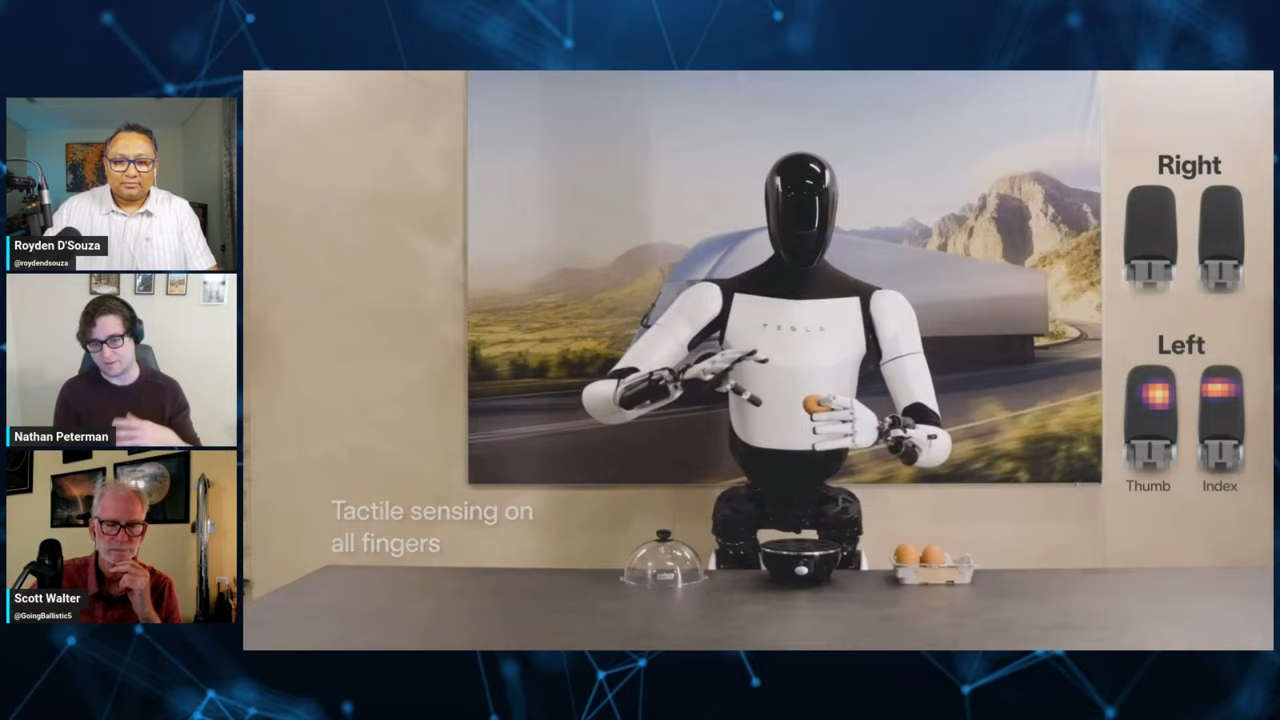 Royden D'Souza
@roydendsouza
Nathan Peterman
Scott Walter
@GoingBallistic5
TESLA
Tactile sensing on
all fingers
Right
Left
Thumb
Index